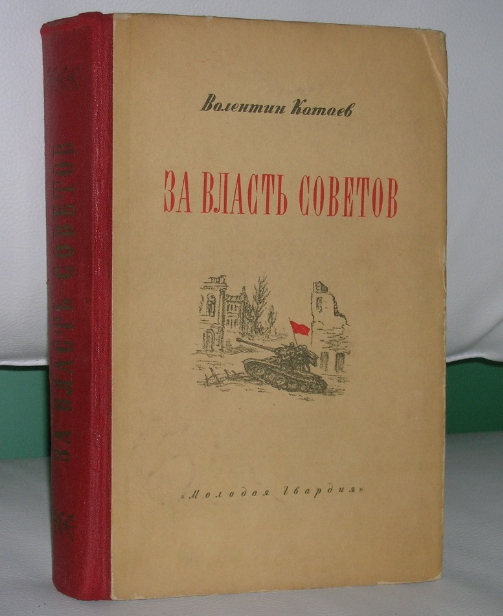 Валентин Катаев
ЗА ВЛАСТЬ СОВЕТОВ
«Молодая Гвардия»
ЗА ВЛАСТЬ СОВЕТОВ